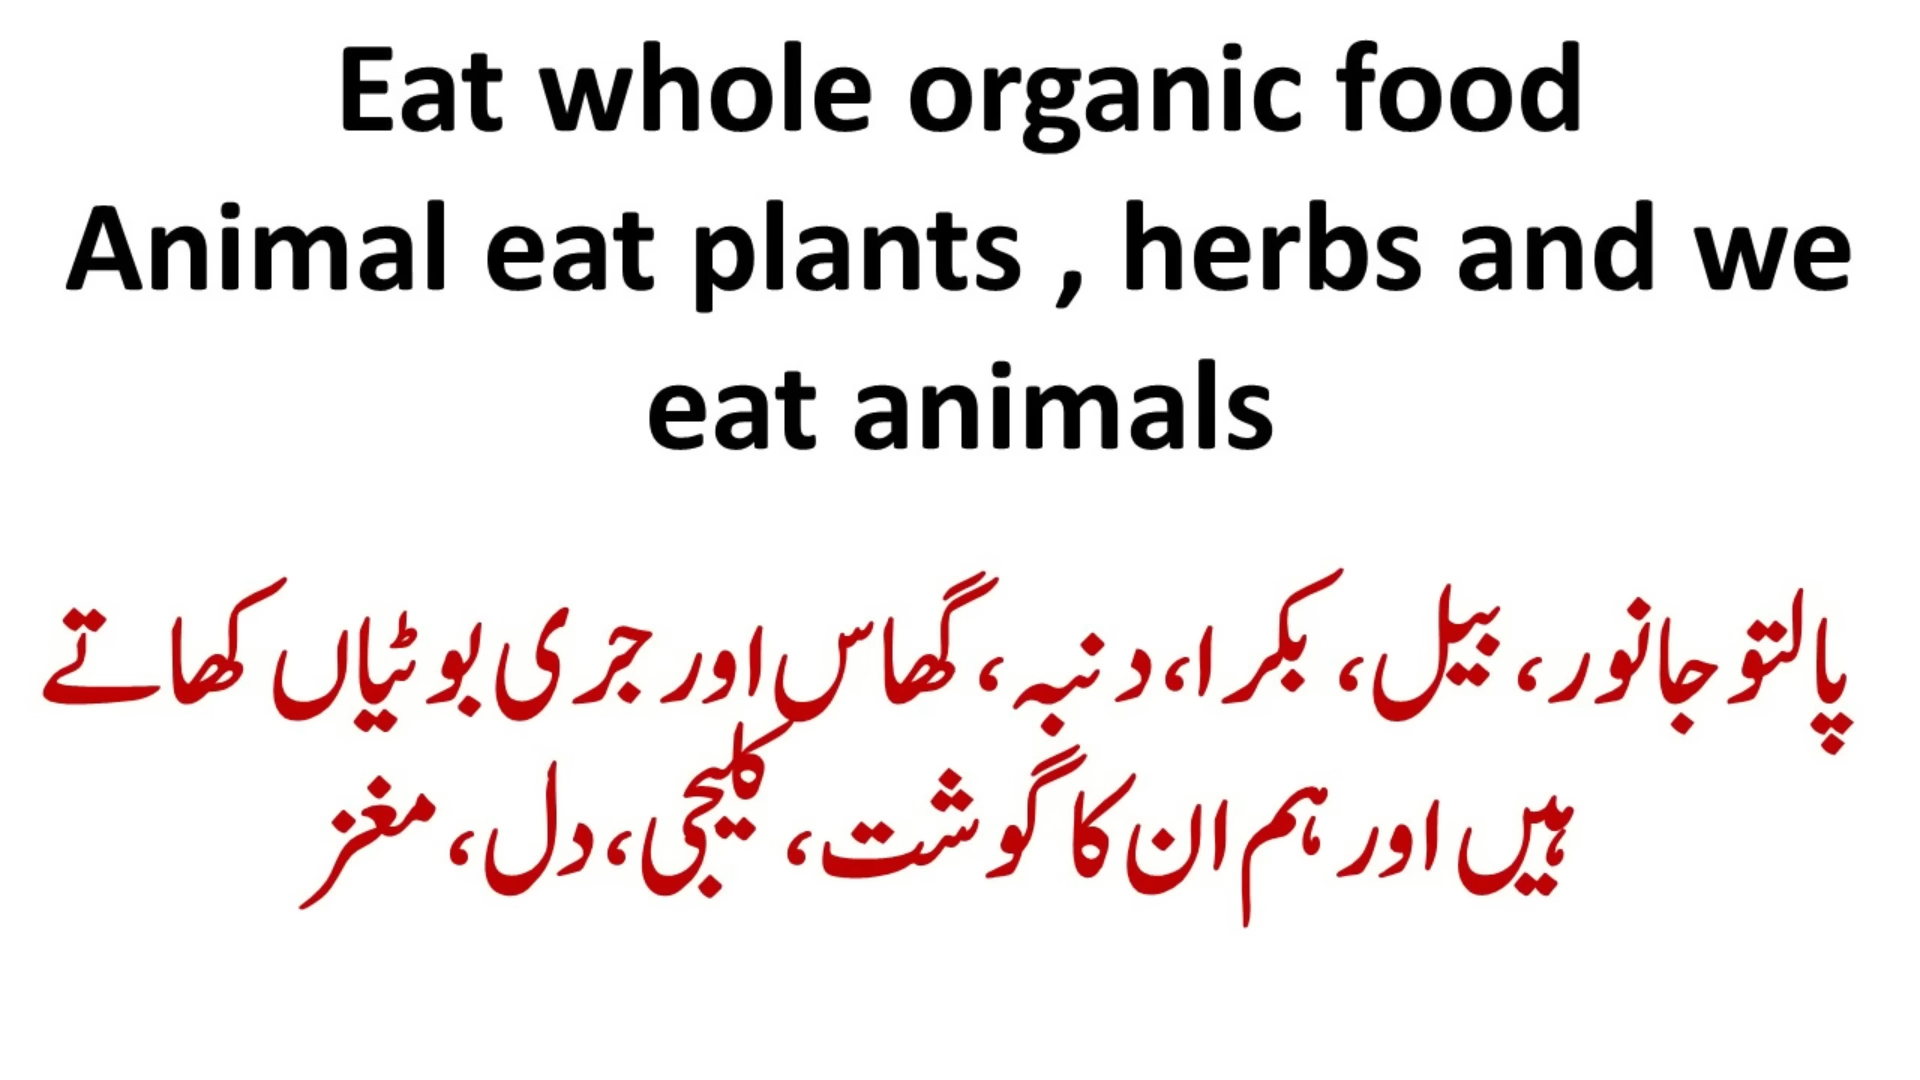 Eat whole organic food
Animal eat plants , herbs and we
eat animals
پالتو جانور، بیل، بکرا، دنبہ، گھاس اور جری بوٹیاں کھاتے
ہیں اور ہم ان کا گوشت، کلیجی، دل، مغز